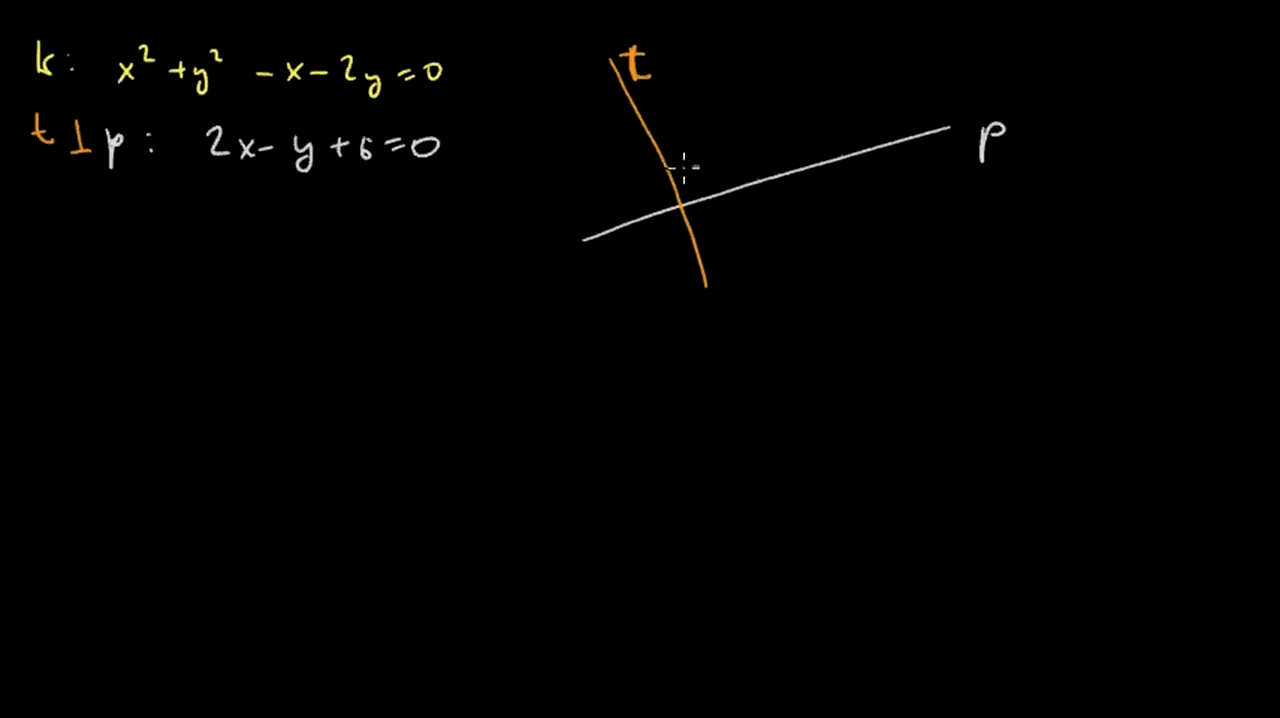 k: x² + y² - x - 2y = 0
t ⊥ p: 2x - y + 6 = 0
t
p